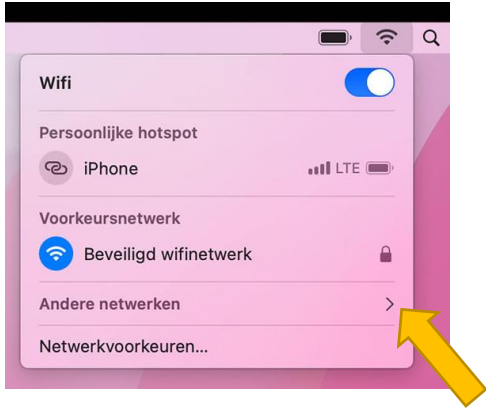 Wifi
Persoonlijke hotspot
iPhone LTE
Voorkeursnetwerk
Beveiligd wifinetwerk
Andere netwerken
Netwerkvoorkeuren...